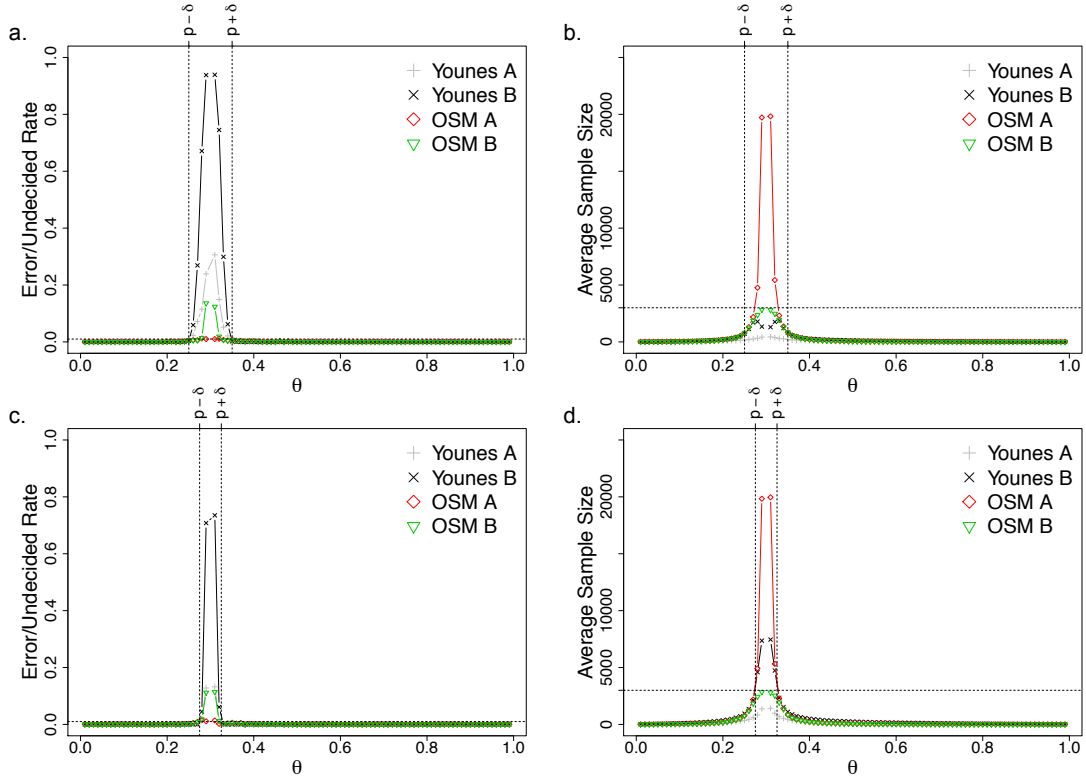 a.
p − δ
p + δ
Error/Undecided Rate
1.0
0.8
0.6
0.4
0.2
0.0
Younes A
Younes B
OSM A
OSM B
0.0 0.2 0.4 0.6 0.8 1.0
θ
b.
p − δ
p + δ
Average Sample Size
20000
10000
5000
0
Younes A
Younes B
OSM A
OSM B
0.0 0.2 0.4 0.6 0.8 1.0
θ
c.
p − δ
p + δ
Error/Undecided Rate
1.0
0.8
0.6
0.4
0.2
0.0
Younes A
Younes B
OSM A
OSM B
0.0 0.2 0.4 0.6 0.8 1.0
θ
d.
p − δ
p + δ
Average Sample Size
20000
10000
5000
0
Younes A
Younes B
OSM A
OSM B
0.0 0.2 0.4 0.6 0.8 1.0
θ